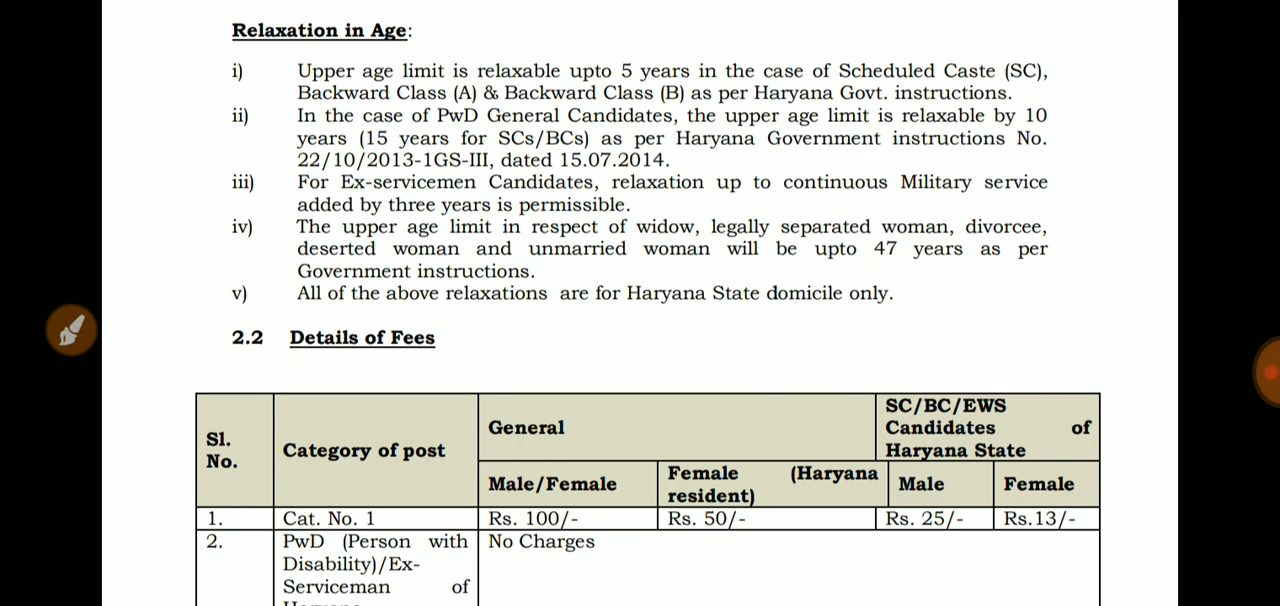 Relaxation in Age:
i) Upper age limit is relaxable upto 5 years in the case of Scheduled Caste (SC),
Backward Class (A) & Backward Class (B) as per Haryana Govt. instructions.
ii) In the case of PwD General Candidates, the upper age limit is relaxable by 10
years (15 years for SCs/BCs) as per Haryana Government instructions No.
22/10/2013-1GS-III, dated 15.07.2014.
iii) For Ex-servicemen Candidates, relaxation up to continuous Military service
added by three years is permissible.
iv) The upper age limit in respect of widow, legally separated woman, divorcee,
deserted woman and unmarried woman will be upto 47 years as per
Government instructions.
v) All of the above relaxations are for Haryana State domicile only.
2.2 Details of Fees
Sl.
No.
Category of post
General
SC/BC/EWS
Candidates of
Haryana State
Male/Female
Female (Haryana
resident)
Male
Female
1. Cat. No. 1 Rs. 100/- Rs. 50/- Rs. 25/- Rs.13/-
2. PwD (Person with No Charges
Disability)/Ex-
Serviceman of